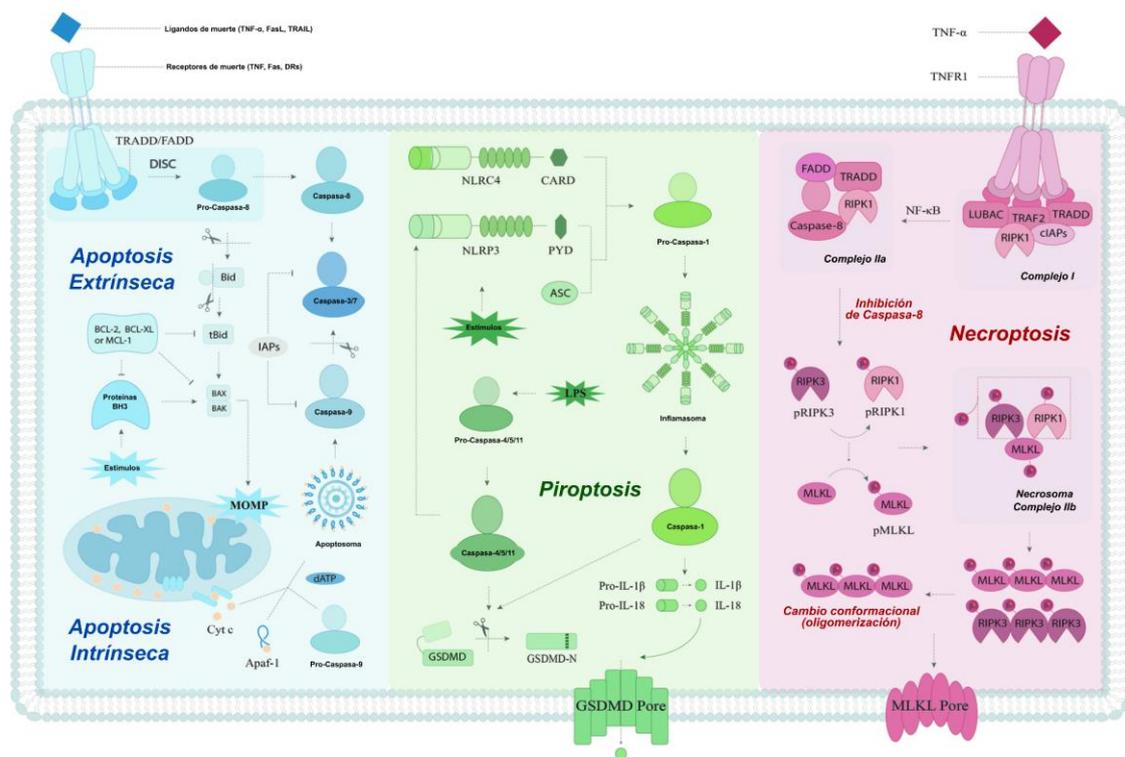 Ligandos de muerte (TNF-α, FasL, TRAIL)
Receptores de muerte (TNF, Fas, DRs)
TRADD/FADD
DISC
Pro-Caspasa-8
Caspasa-8
Apoptosis
Extrínseca
Bid
Caspasa-3/7
BCL-2, BCL-XL
or MCL-1
tBid
IAPs
Proteínas
BH3
BAX
BAK
Caspasa-9
Estímulos
MOMP
Apoptosoma
dATP
Cyt c
Apoptosis
Intrínseca
Apaf-1
Pro-Caspasa-9
NLRC4
CARD
Pro-Caspasa-1
NLRP3
PYD
ASC
Estímulos
LPS
Inflamasoma
Pro-Caspasa-4/5/11
Piroptosis
Caspasa-4/5/11
Caspasa-1
Pro-IL-1β
IL-1β
Pro-IL-18
IL-18
GSDMD
GSDMD-N
GSDMD Pore
TNF-α
TNFR1
FADD
TRADD
RIPK1
Caspase-8
Complejo IIa
NF-κB
LUBAC
TRAF2
TRADD
RIPK1
cIAPs
Complejo I
Inhibición
de Caspasa-8
Necroptosis
RIPK3
RIPK1
pRIPK3
pRIPK1
RIPK3
RIPK1
MLKL
Necrosoma
Complejo IIb
MLKL
MLKL
pMLKL
MLKL
MLKL
MLKL
Cambio conformacional
(oligomerización)
MLKL
MLKL
MLKL
RIPK3
RIPK3
RIPK3
MLKL Pore